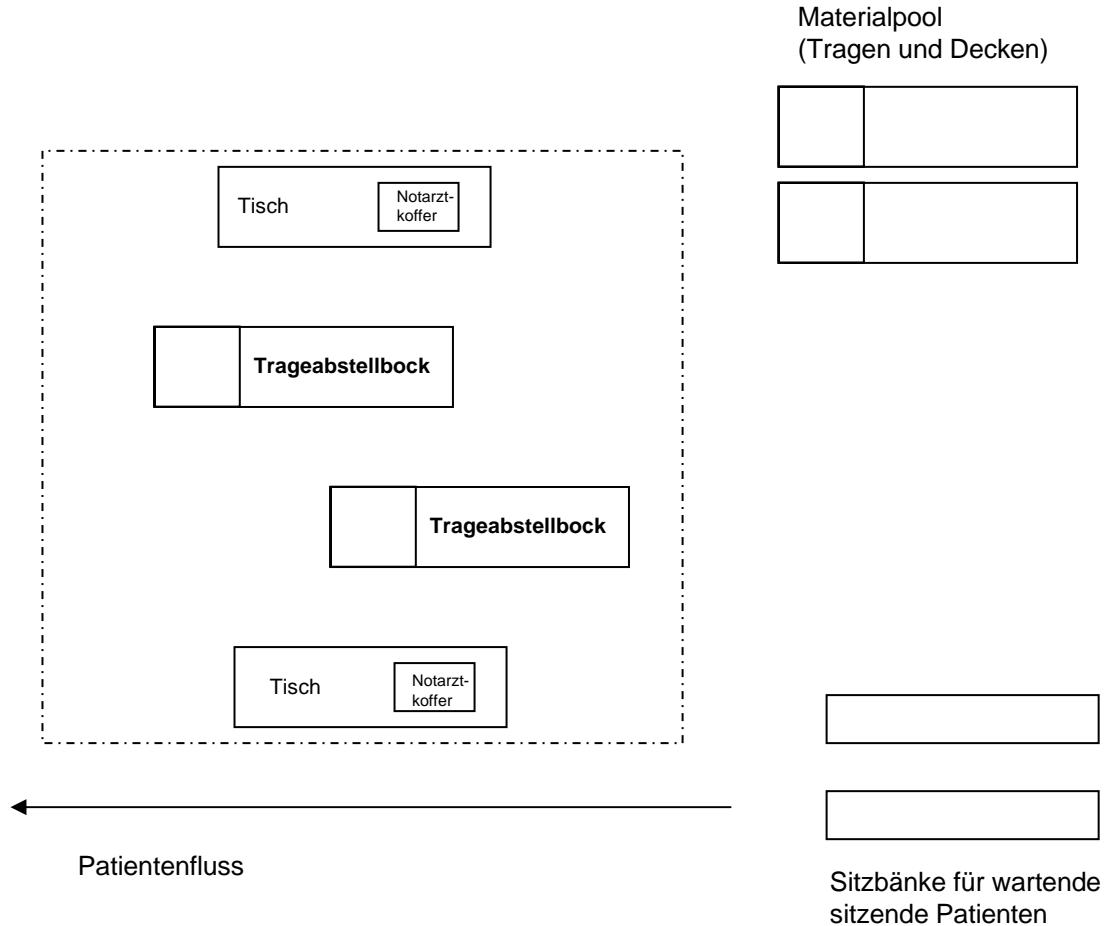 Materialpool
(Tragen und Decken)
Tisch
Notarzt-
koffer
Trageabstellbock
Trageabstellbock
Tisch
Notarzt-
koffer
Patientenfluss
Sitzbänke für wartende
sitzende Patienten